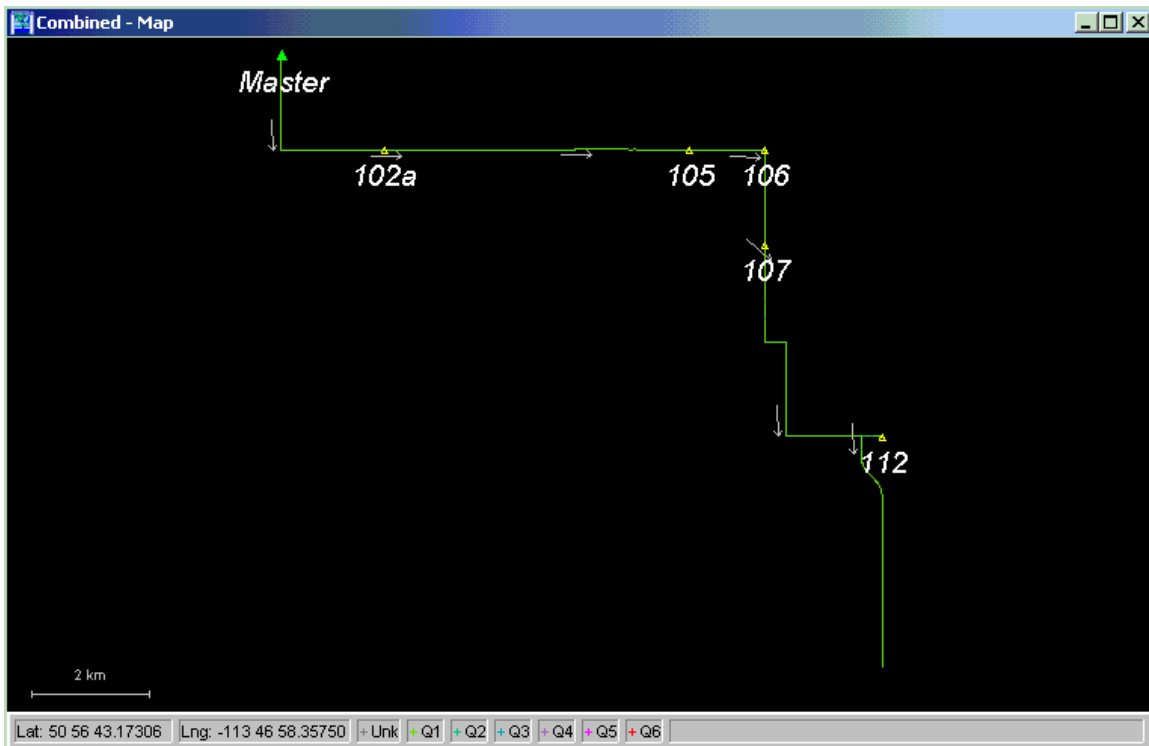 Combined - Map
Master
102a
105
106
107
112
2 km
Lat: 50 56 43.17306 Lng: -113 46 58.35750 + Unk + Q1 + Q2 + Q3 + Q4 + Q5 + Q6